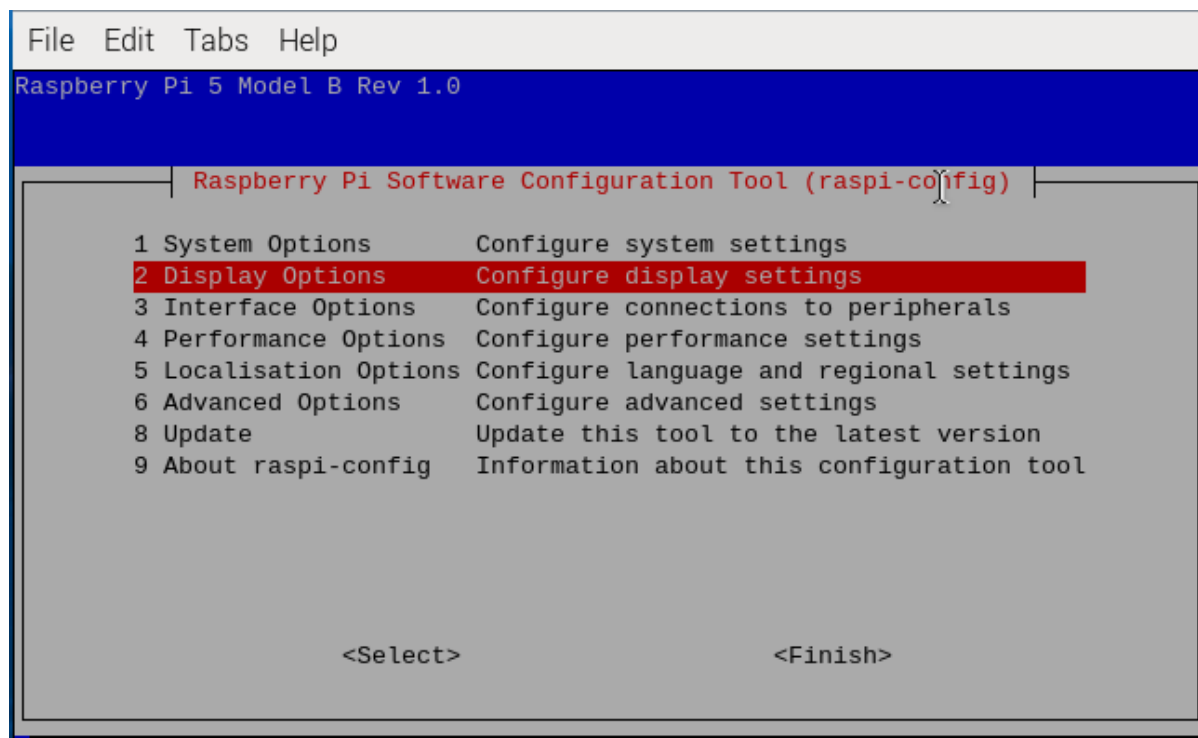 File Edit Tabs Help
Raspberry Pi 5 Model B Rev 1.0
Raspberry Pi Software Configuration Tool (raspi-config)
1 System Options Configure system settings
2 Display Options Configure display settings
3 Interface Options Configure connections to peripherals
4 Performance Options Configure performance settings
5 Localisation Options Configure language and regional settings
6 Advanced Options Configure advanced settings
8 Update Update this tool to the latest version
9 About raspi-config Information about this configuration tool
<Select> <Finish>